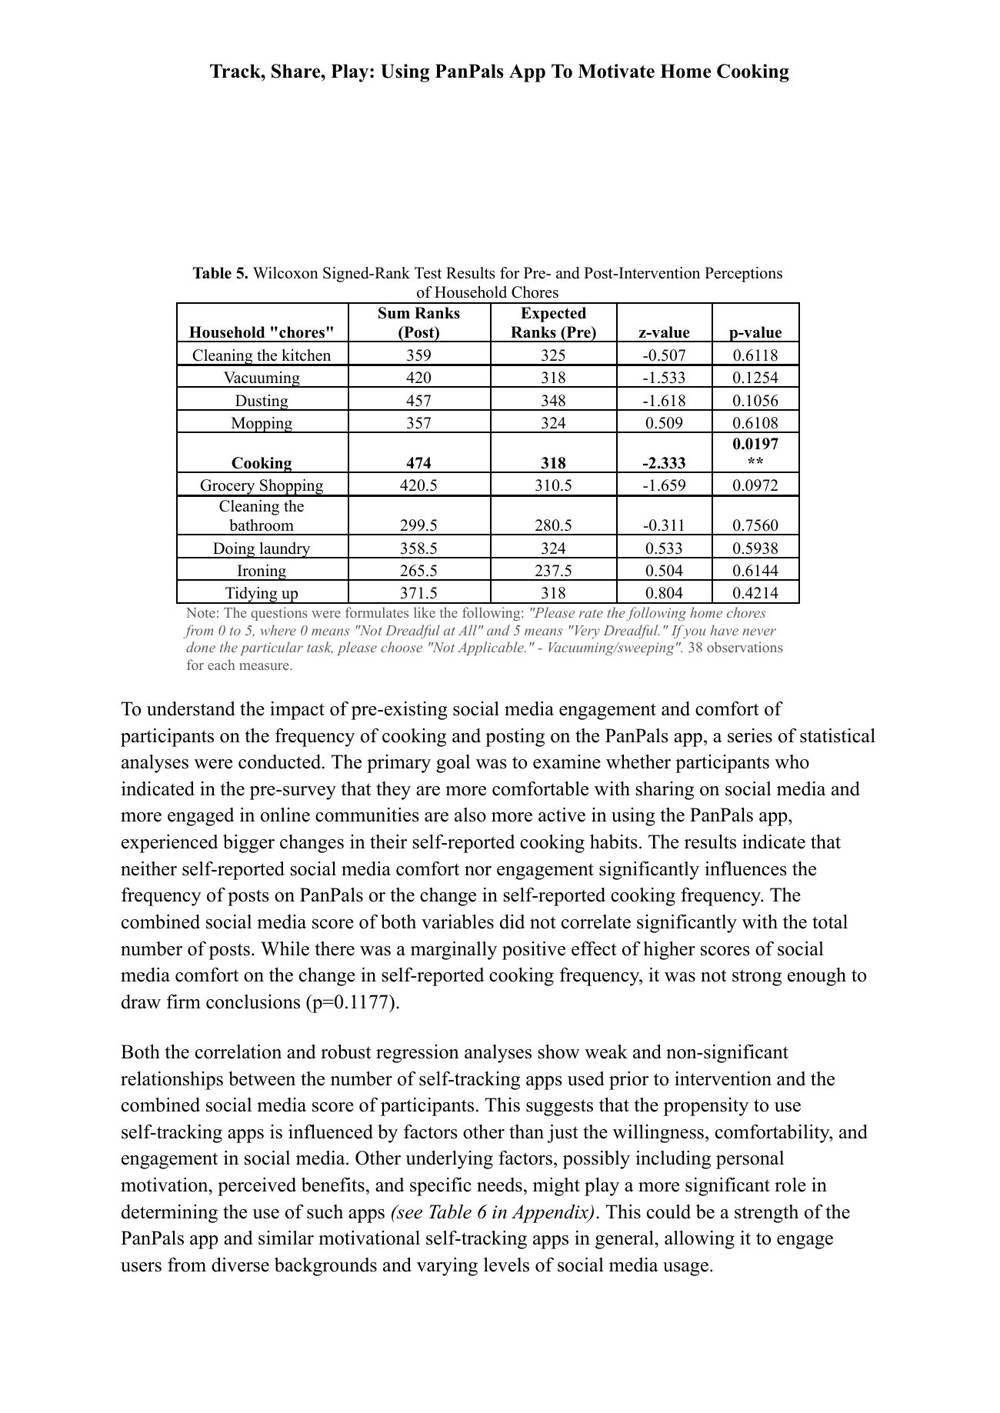 Track, Share, Play: Using PanPals App To Motivate Home Cooking
Table 5. Wilcoxon Signed-Rank Test Results for Pre- and Post-Intervention Perceptions
of Household Chores
Household "chores" Sum Ranks (Post) Expected Ranks (Pre) z-value p-value
Cleaning the kitchen 359 325 -0.507 0.6118
Vacuuming 420 318 -1.533 0.1254
Dusting 457 348 -1.618 0.1056
Mopping 357 324 0.509 0.6108
Cooking 474 318 -2.333 0.0197 **
Grocery Shopping 420.5 310.5 -1.659 0.0972
Cleaning the bathroom 299.5 280.5 -0.311 0.7560
Doing laundry 358.5 324 0.533 0.5938
Ironing 265.5 237.5 0.504 0.6144
Tidying up 371.5 318 0.804 0.4214
Note: The questions were formulates like the following: "Please rate the following home chores
from 0 to 5, where 0 means "Not Dreadful at All" and 5 means "Very Dreadful." If you have never
done the particular task, please choose "Not Applicable." - Vacuuming/sweeping". 38 observations
for each measure.
To understand the impact of pre-existing social media engagement and comfort of
participants on the frequency of cooking and posting on the PanPals app, a series of statistical
analyses were conducted. The primary goal was to examine whether participants who
indicated in the pre-survey that they are more comfortable with sharing on social media and
more engaged in online communities are also more active in using the PanPals app,
experienced bigger changes in their self-reported cooking habits. The results indicate that
neither self-reported social media comfort nor engagement significantly influences the
frequency of posts on PanPals or the change in self-reported cooking frequency. The
combined social media score of both variables did not correlate significantly with the total
number of posts. While there was a marginally positive effect of higher scores of social
media comfort on the change in self-reported cooking frequency, it was not strong enough to
draw firm conclusions (p=0.1177).
Both the correlation and robust regression analyses show weak and non-significant
relationships between the number of self-tracking apps used prior to intervention and the
combined social media score of participants. This suggests that the propensity to use
self-tracking apps is influenced by factors other than just the willingness, comfortability, and
engagement in social media. Other underlying factors, possibly including personal
motivation, perceived benefits, and specific needs, might play a more significant role in
determining the use of such apps (see Table 6 in Appendix). This could be a strength of the
PanPals app and similar motivational self-tracking apps in general, allowing it to engage
users from diverse backgrounds and varying levels of social media usage.